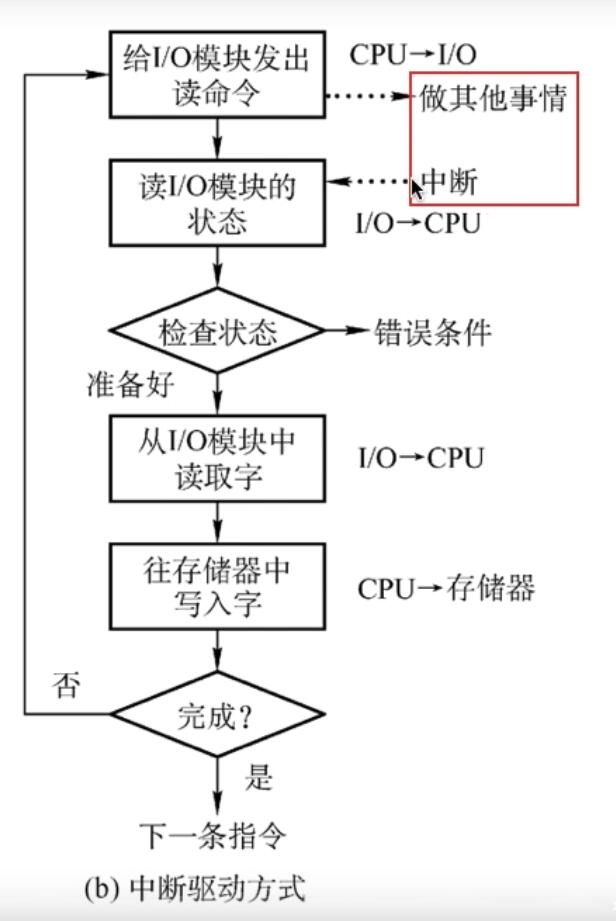 给I/O模块发出
读命令
CPU→I/O
做其他事情
读I/O模块的
状态
中断
I/O→CPU
检查状态
错误条件
准备好
从I/O模块中
读取字
I/O→CPU
往存储器中
写入字
CPU→存储器
否
完成?
是
下一条指令
(b) 中断驱动方式